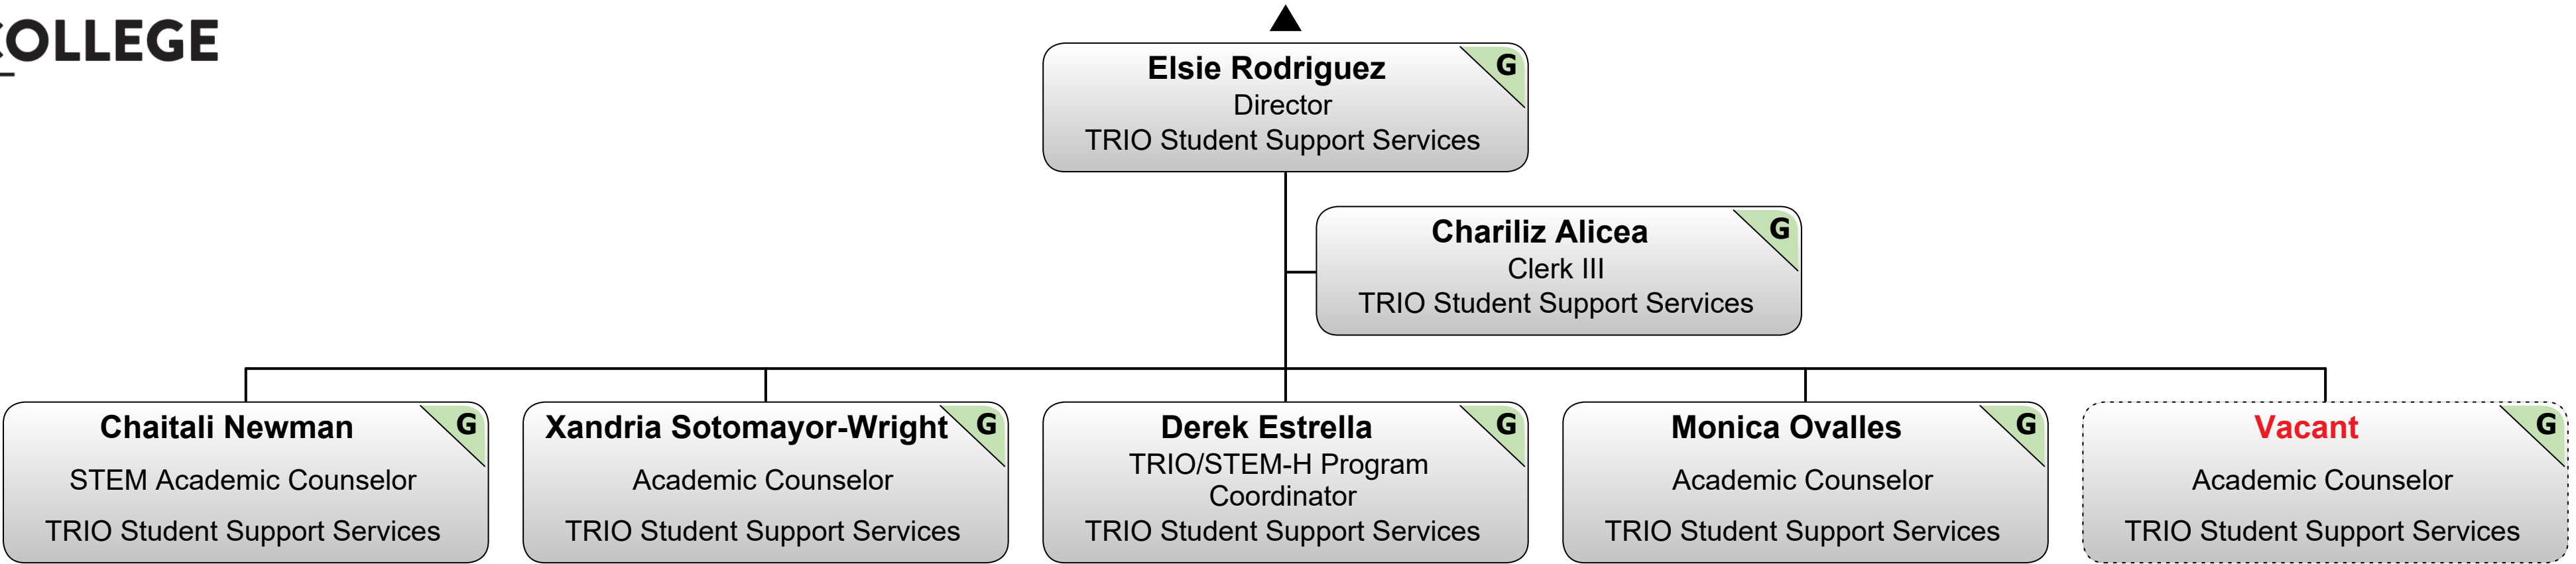 COLLEGE
Elsie Rodriguez
G
Director
TRIO Student Support Services
Chariliz Alicea
G
Clerk III
TRIO Student Support Services
Chaitali Newman
G
STEM Academic Counselor
TRIO Student Support Services
Xandria Sotomayor-Wright
G
Academic Counselor
TRIO Student Support Services
Derek Estrella
G
TRIO/STEM-H Program
Coordinator
TRIO Student Support Services
Monica Ovalles
G
Academic Counselor
TRIO Student Support Services
Vacant
G
Academic Counselor
TRIO Student Support Services